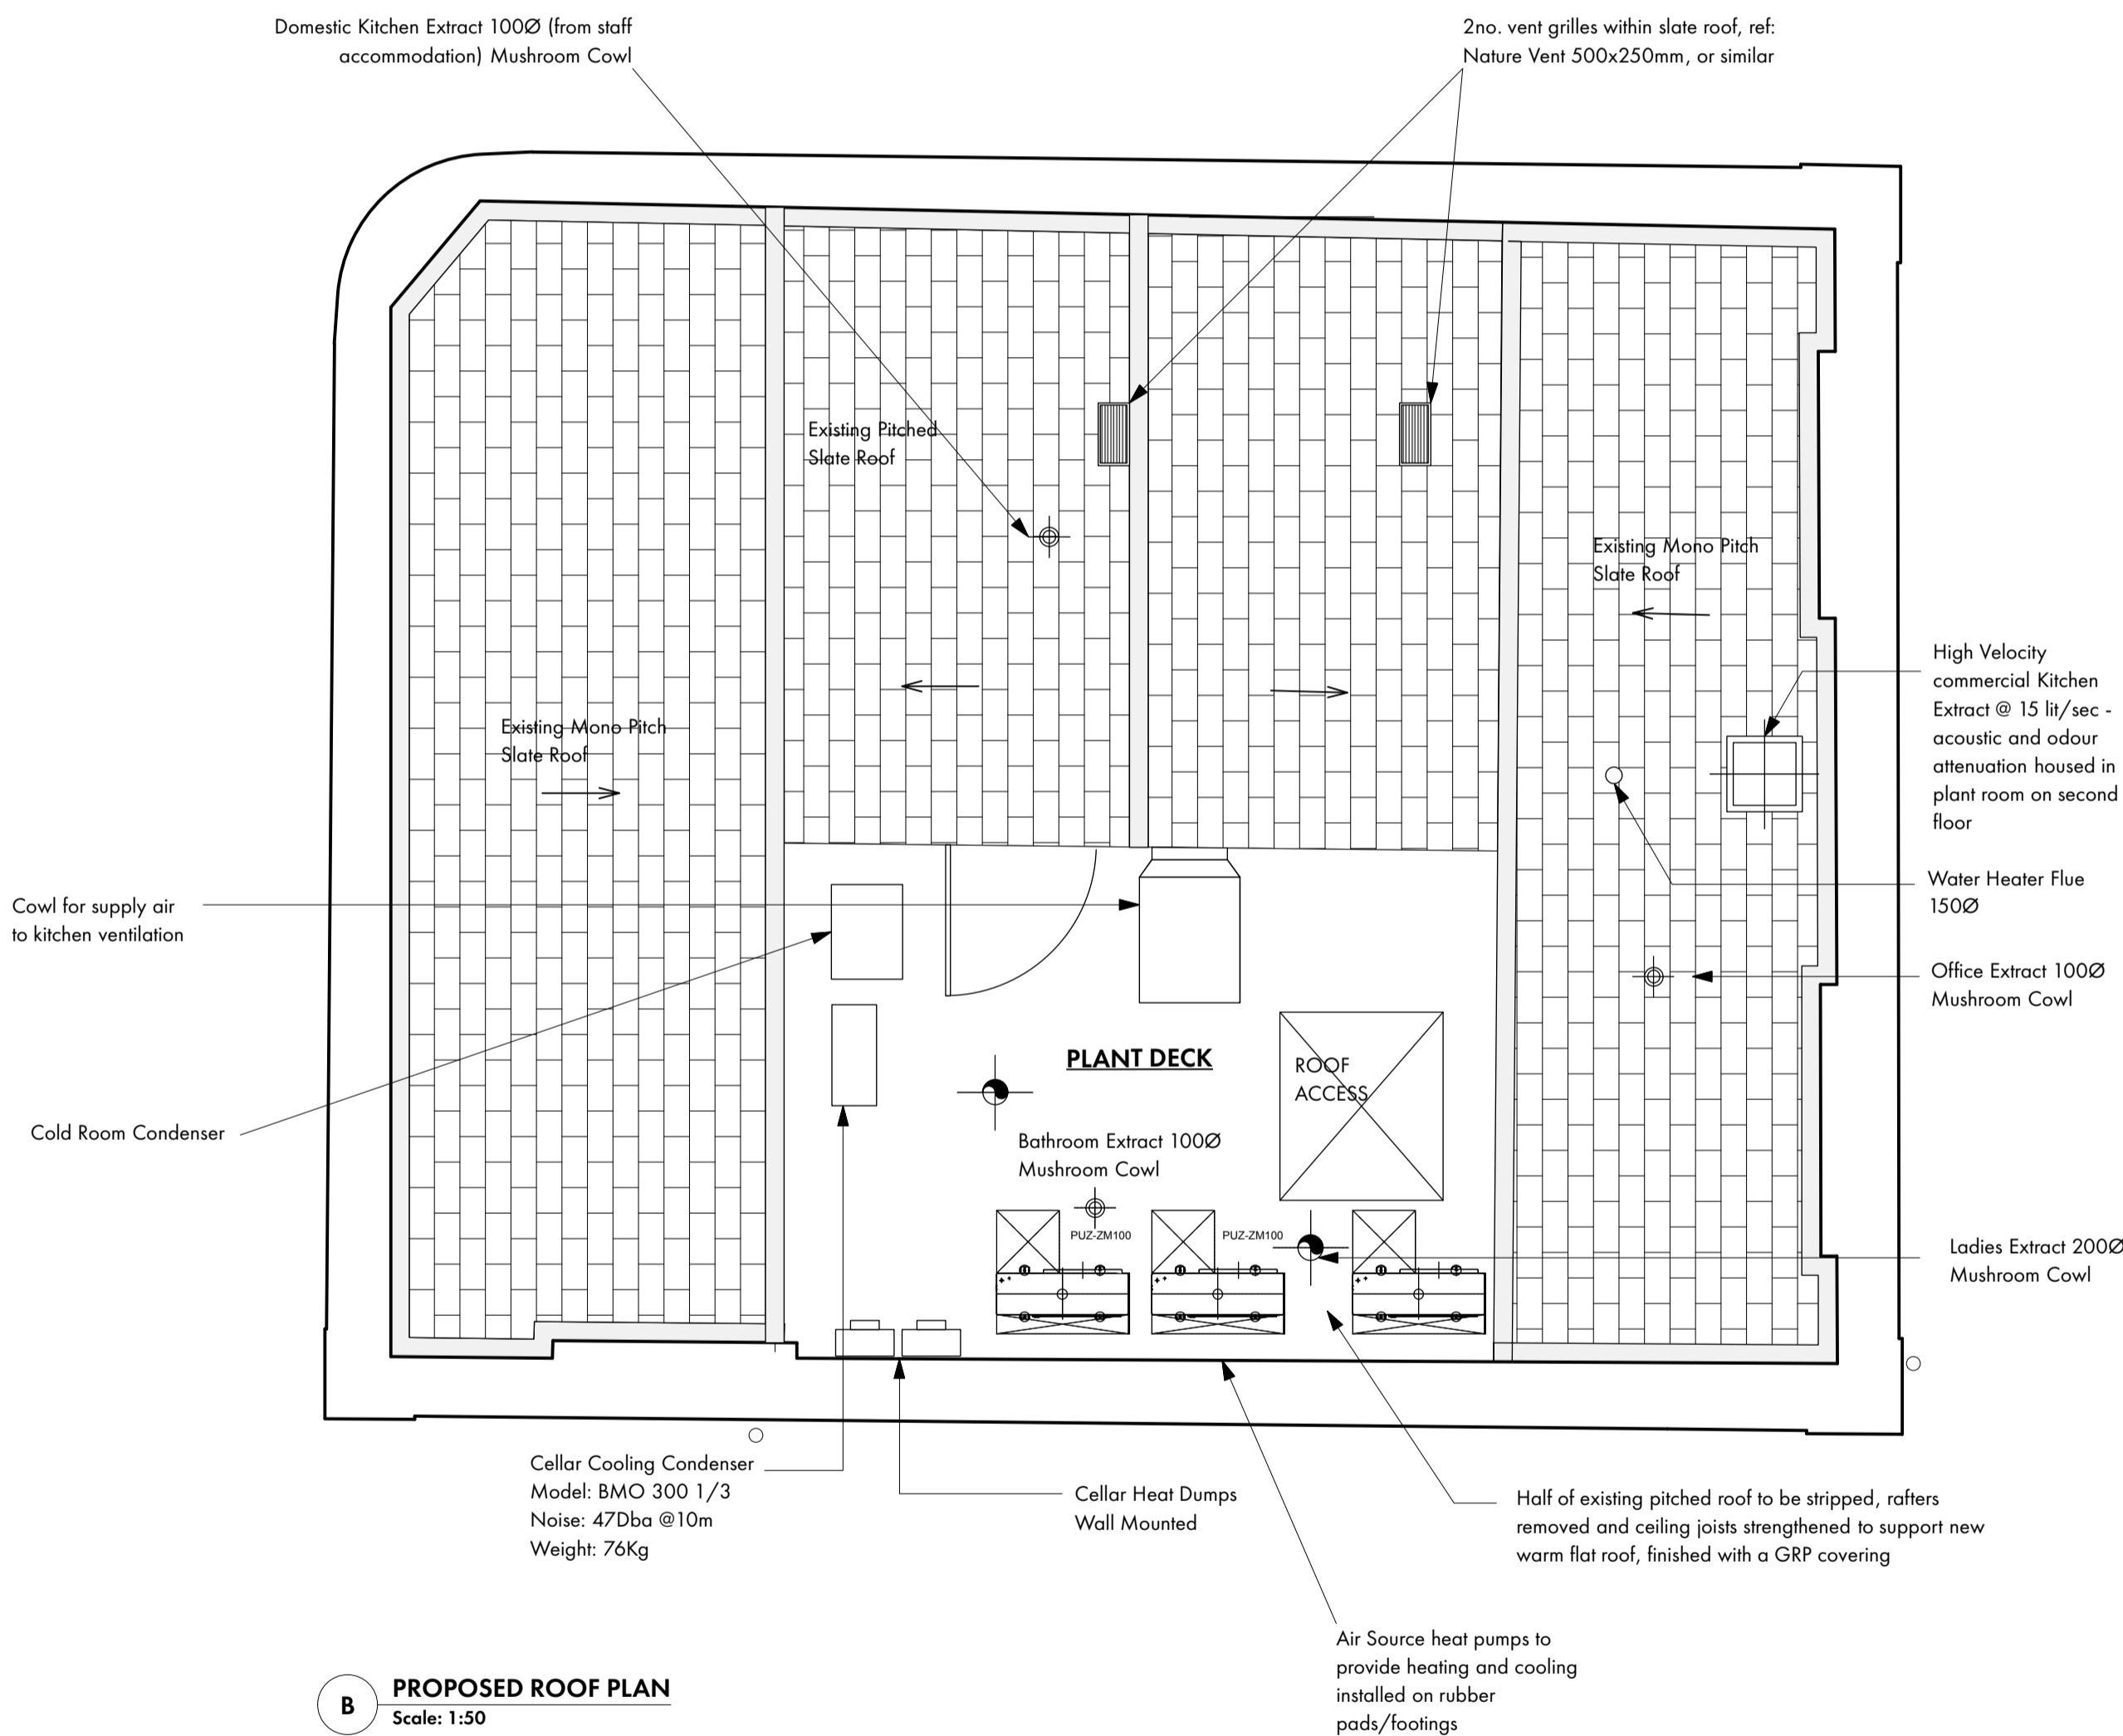 Domestic Kitchen Extract 100Ø (from staff
accommodation) Mushroom Cowl
2no. vent grilles within slate roof, ref:
Nature Vent 500x250mm, or similar
Existing Pitched
Slate Roof
Existing Mono Pitch
Slate Roof
High Velocity
commercial Kitchen
Extract @ 15 lit/sec -
acoustic and odour
attenuation housed in
plant room on second
floor
Existing Mono Pitch
Slate Roof
Water Heater Flue
150Ø
Cowl for supply air
to kitchen ventilation
Office Extract 100Ø
Mushroom Cowl
PLANT DECK
ROOF
ACCESS
Cold Room Condenser
Bathroom Extract 100Ø
Mushroom Cowl
PUZ-ZM100
PUZ-ZM100
Ladies Extract 200Ø
Mushroom Cowl
Cellar Cooling Condenser
Model: BMO 300 1/3
Noise: 47Dba @10m
Weight: 76Kg
Cellar Heat Dumps
Wall Mounted
Half of existing pitched roof to be stripped, rafters
removed and ceiling joists strengthened to support new
warm flat roof, finished with a GRP covering
Air Source heat pumps to
provide heating and cooling
installed on rubber
pads/footings
B
PROPOSED ROOF PLAN
Scale: 1:50